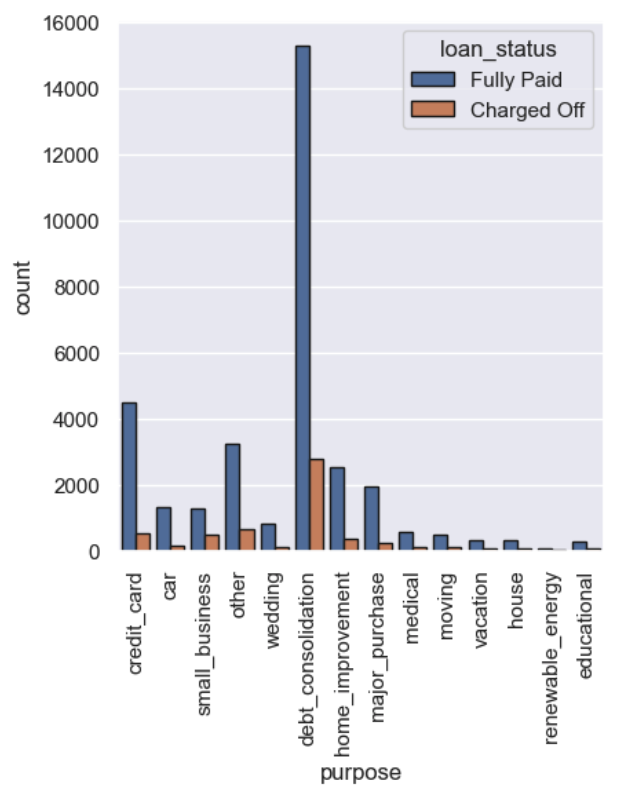 16000
14000
12000
10000
8000
6000
4000
2000
0
count
loan_status
Fully Paid
Charged Off
credit_card
car
small_business
other
wedding
debt_consolidation
home_improvement
major_purchase
medical
moving
vacation
house
renewable_energy
educational
purpose